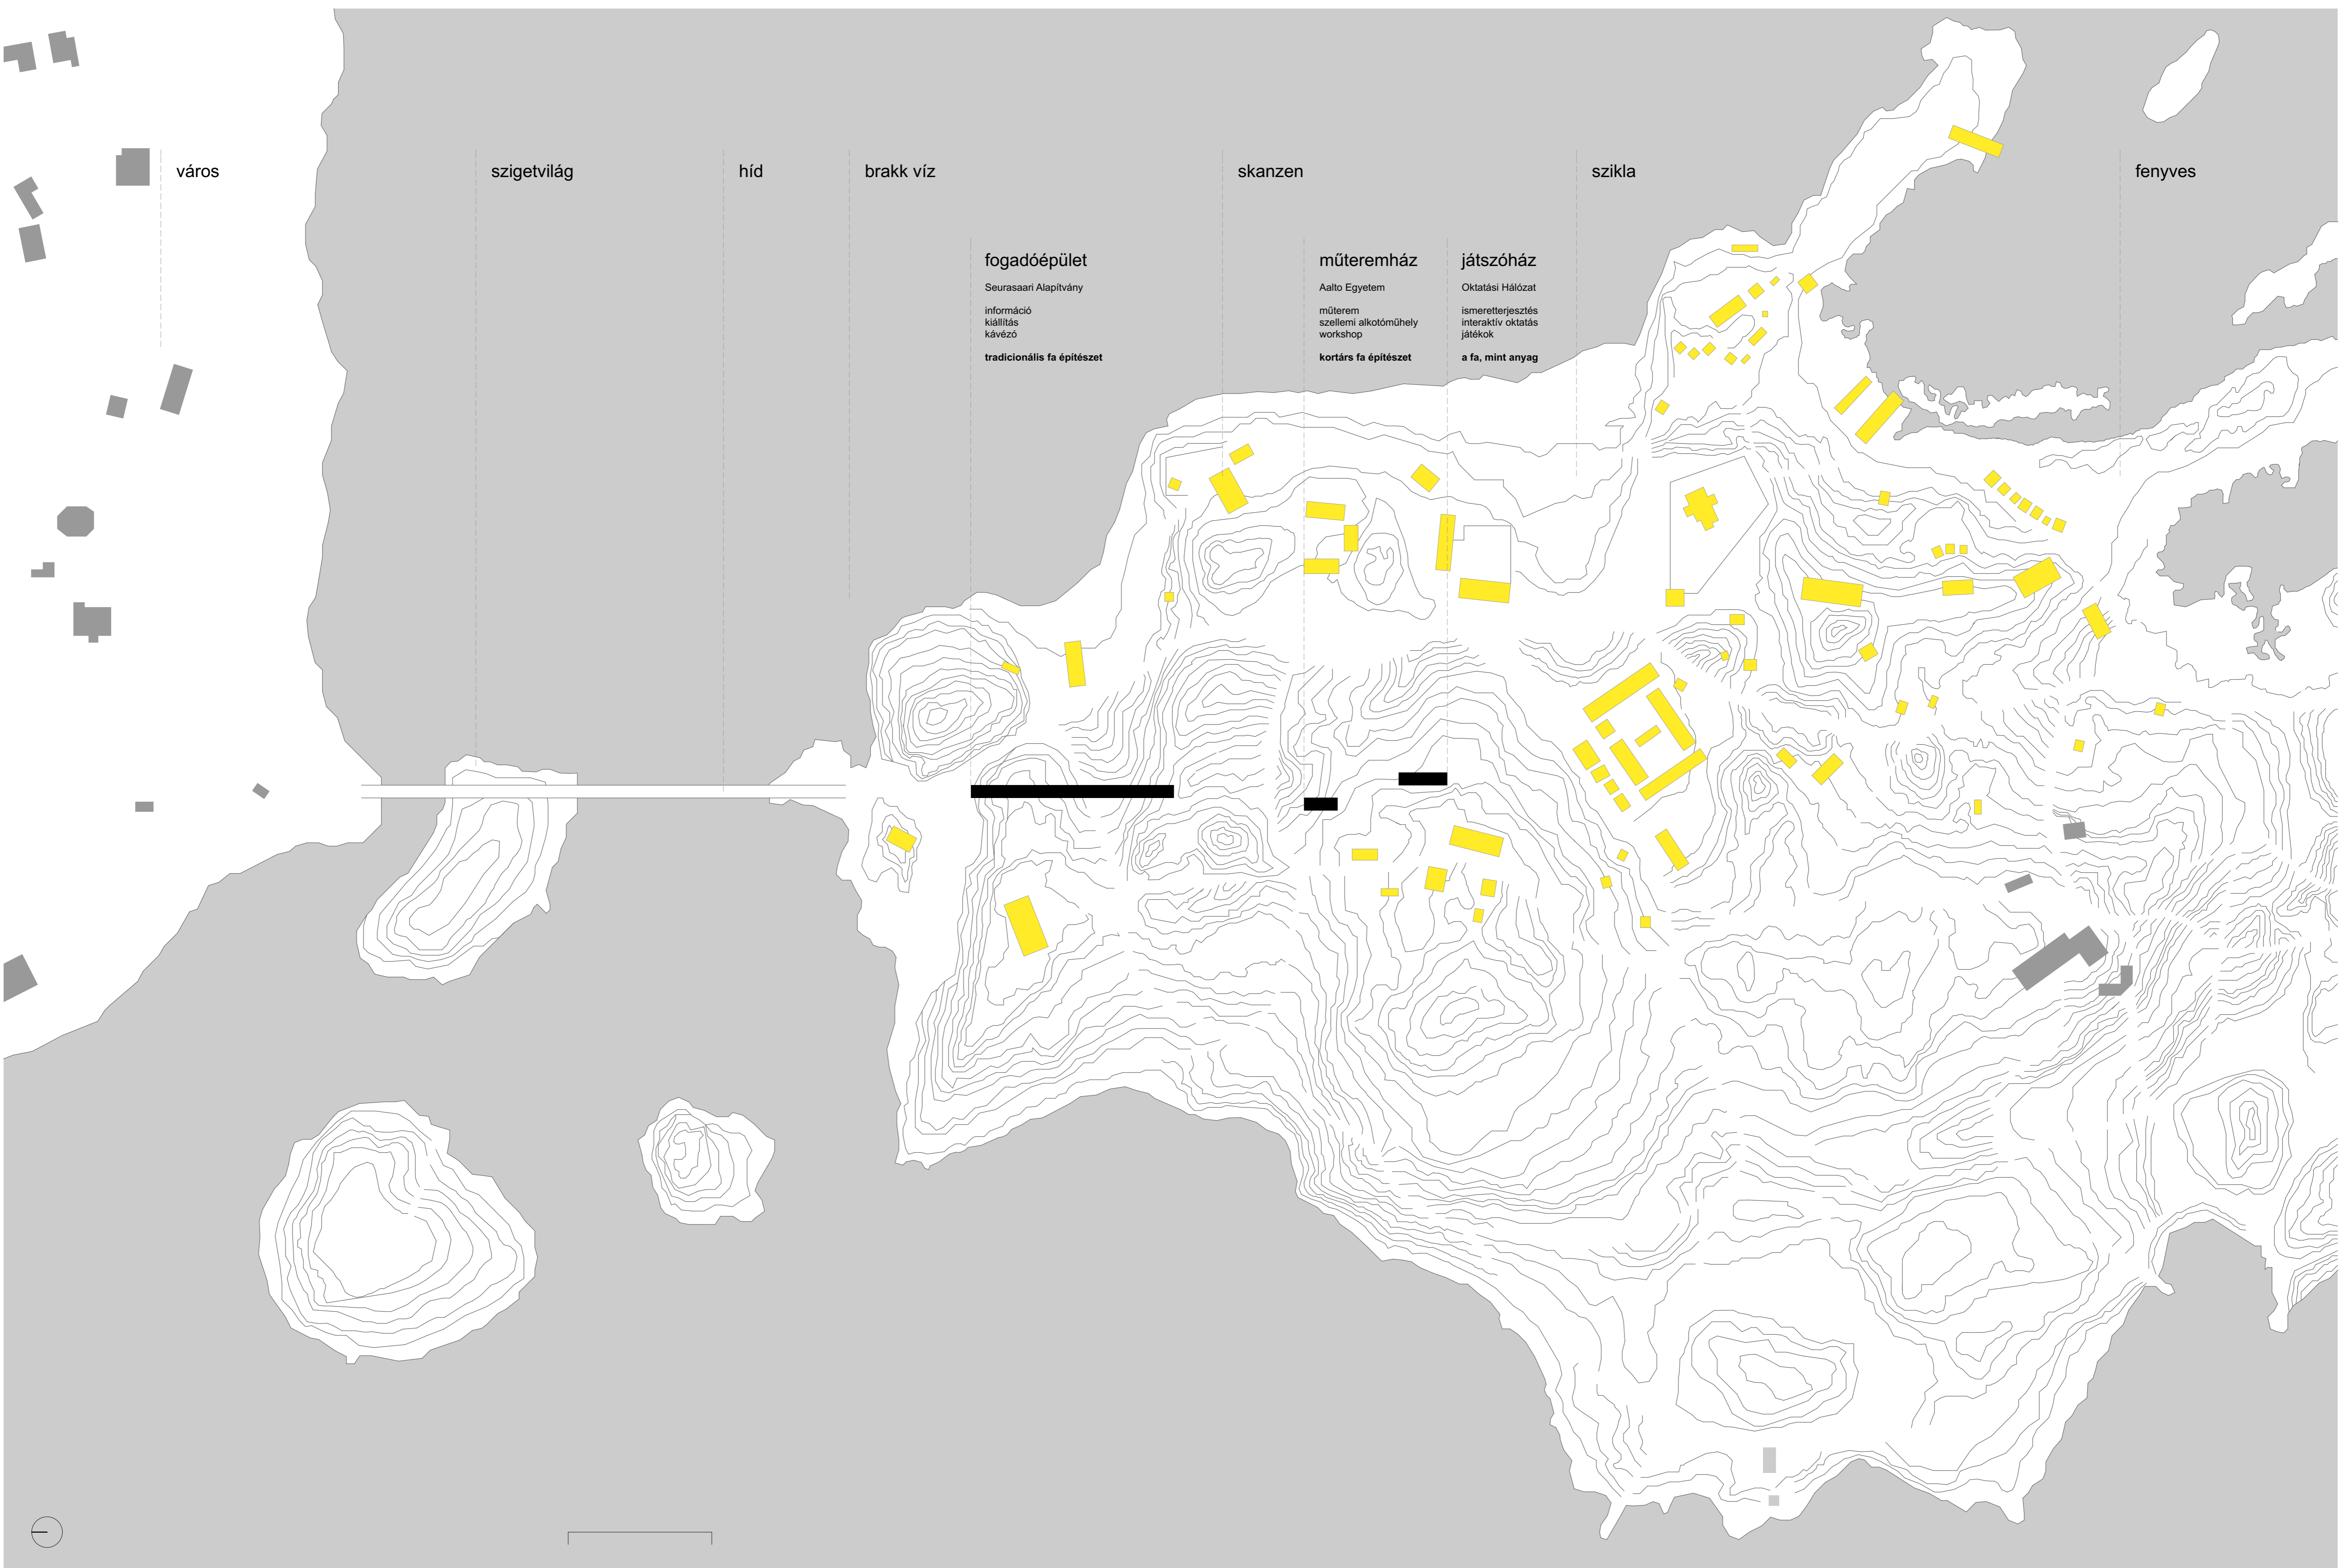 város
szigetvilág
híd
brakk víz
skanzen
szikla
fenyves
fogadóépület
Seurasaari Alapítvány
információ
kiállítás
kávézó
tradicionális fa építészet
műteremház
Aalto Egyetem
műterem
szellemi alkotóműhely
workshop
kortárs fa építészet
játszóház
Oktatási Hálózat
ismeretterjesztés
interaktív oktatás
játékok
a fa, mint anyag